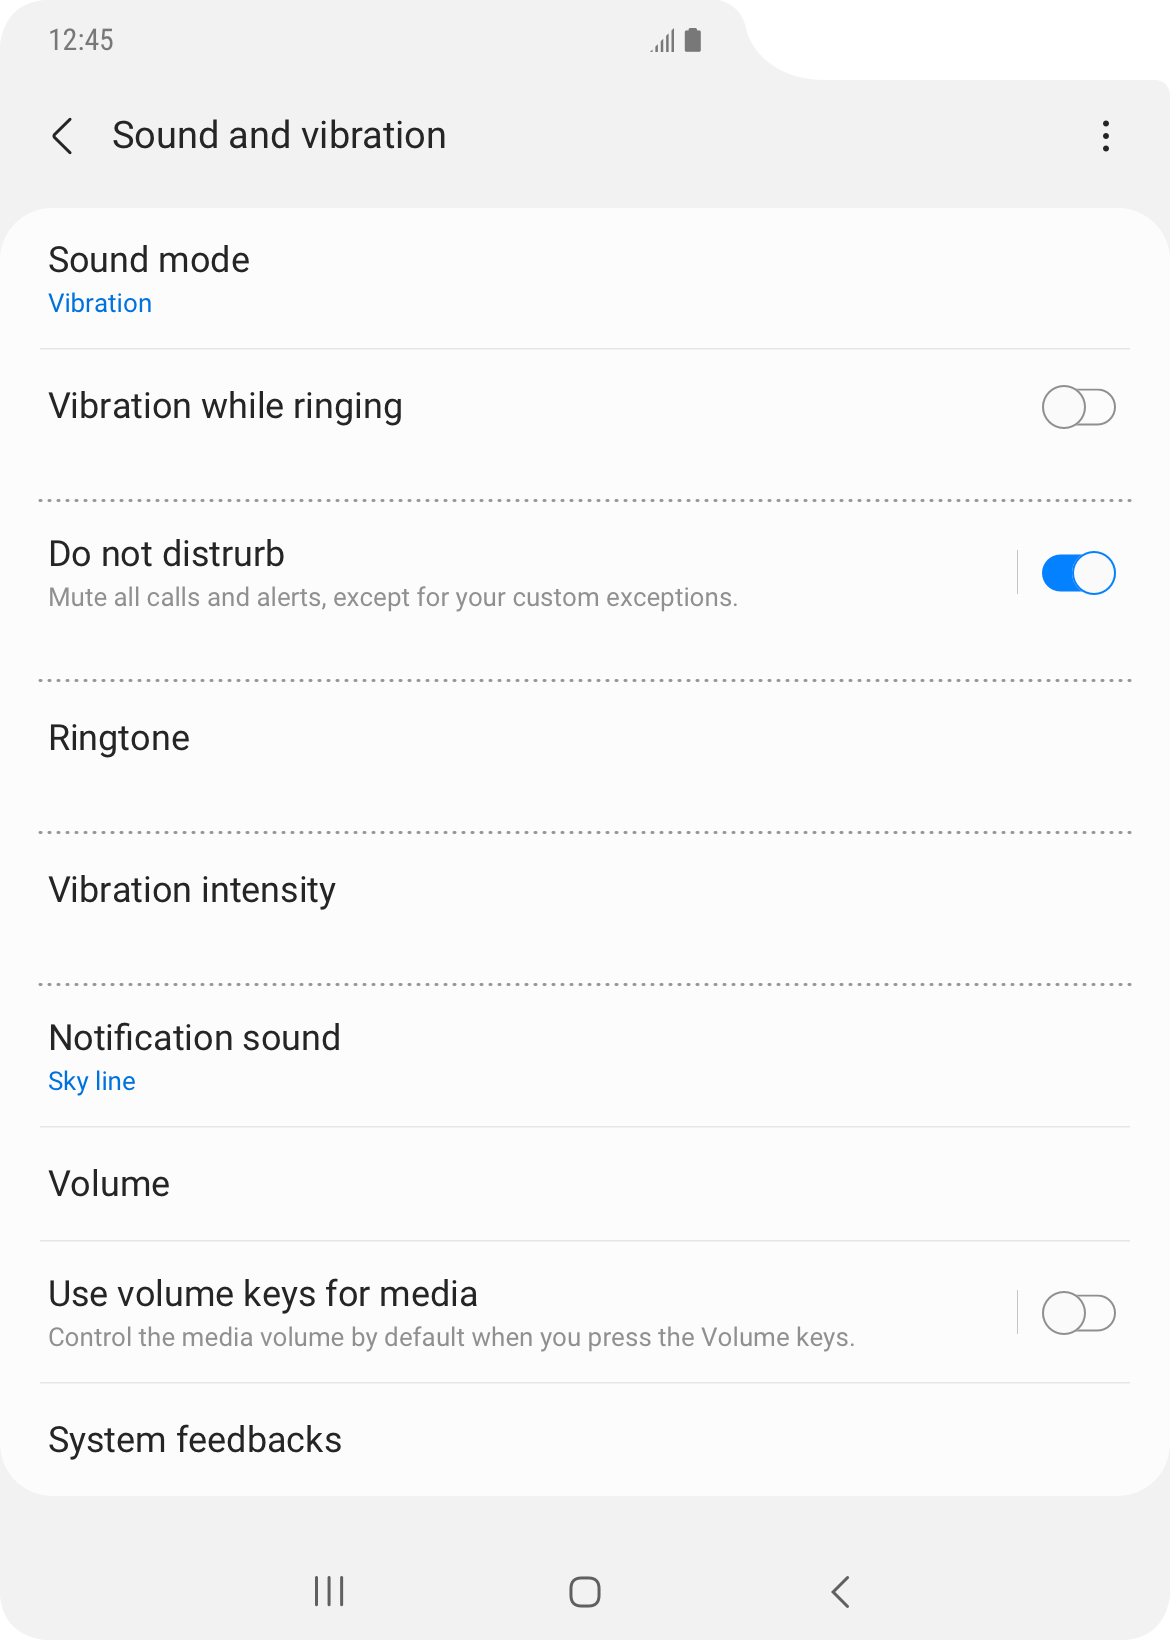 12:45
Sound and vibration
Sound mode
Vibration
Vibration while ringing
Do not distrurb
Mute all calls and alerts, except for your custom exceptions.
Ringtone
Vibration intensity
Notification sound
Sky line
Volume
Use volume keys for media
Control the media volume by default when you press the Volume keys.
System feedbacks